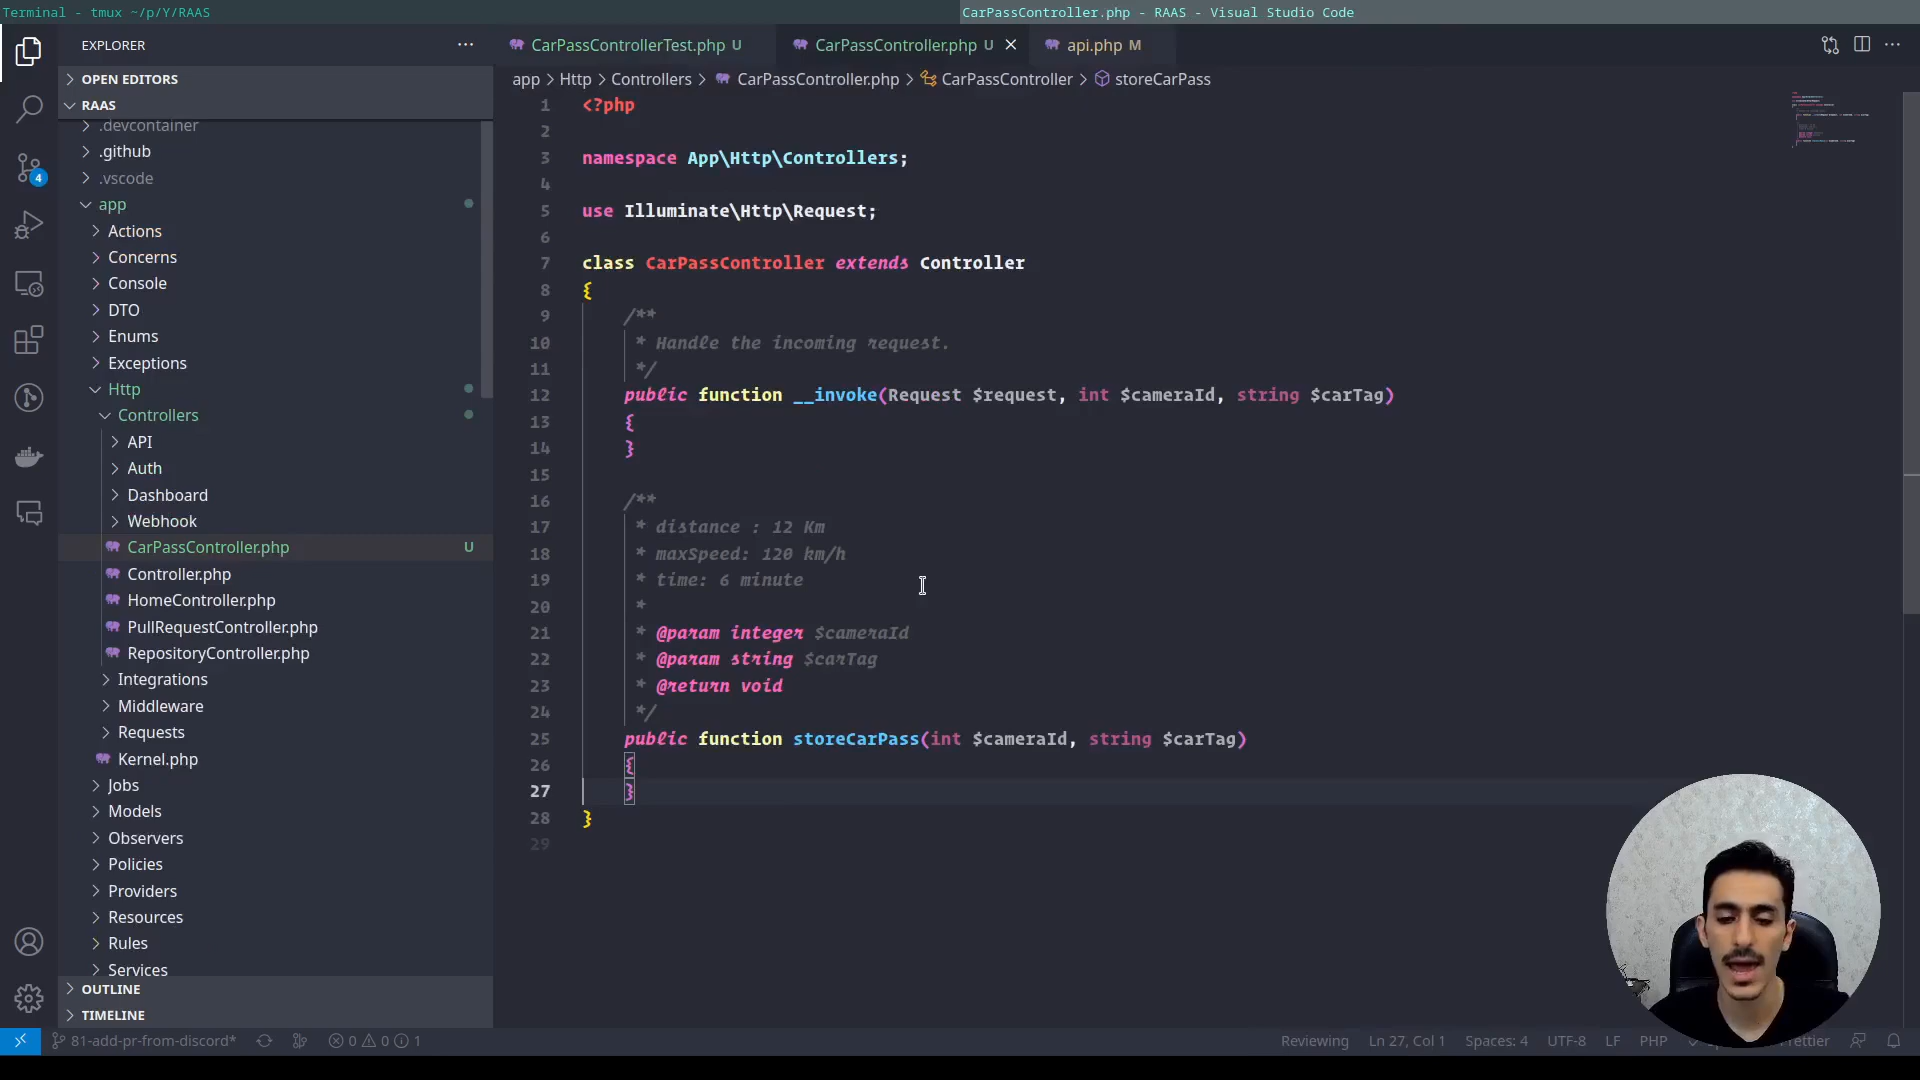 Terminal - tmux ~/p/Y/RAAS
CarPassController.php - RAAS - Visual Studio Code
EXPLORER
OPEN EDITORS
RAAS
.devcontainer
.github
.vscode
app
Actions
Concerns
Console
DTO
Enums
Exceptions
Http
Controllers
API
Auth
Dashboard
Webhook
CarPassController.php U
Controller.php
HomeController.php
PullRequestController.php
RepositoryController.php
Integrations
Middleware
Requests
Kernel.php
Jobs
Models
Observers
Policies
Providers
Resources
Rules
Services
OUTLINE
TIMELINE
4
CarPassControllerTest.php U
CarPassController.php U
api.php M
app > Http > Controllers > CarPassController.php > CarPassController > storeCarPass
1 <?php
2
3 namespace App\Http\Controllers;
4
5 use Illuminate\Http\Request;
6
7 class CarPassController extends Controller
8 {
9 /**
10 * Handle the incoming request.
11 */
12 public function __invoke(Request $request, int $cameraId, string $carTag)
13 {
14 }
15
16 /**
17 * distance : 12 Km
18 * maxSpeed: 120 km/h
19 * time: 6 minute
20 *
21 * @param integer $cameraId
22 * @param string $carTag
23 * @return void
24 */
25 public function storeCarPass(int $cameraId, string $carTag)
26 {
27 }
28 }
29
81-add-pr-from-discord* 0 0 1
Reviewing Ln 27, Col 1 Spaces: 4 UTF-8 LF PHP